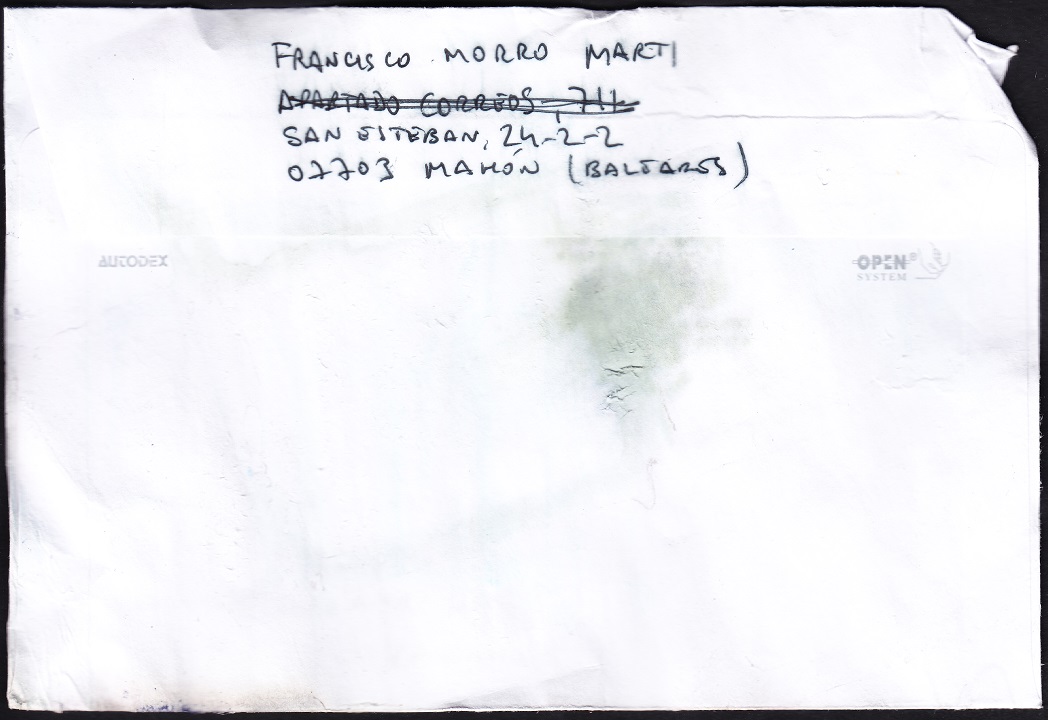 FRANCISCO MORRO MARTI
APARTADO CORREOS, 711
SAN ESTEBAN, 24-2-2
07703 MAHÓN (BALEARES)
AUTODEX
OPEN®
SYSTEM